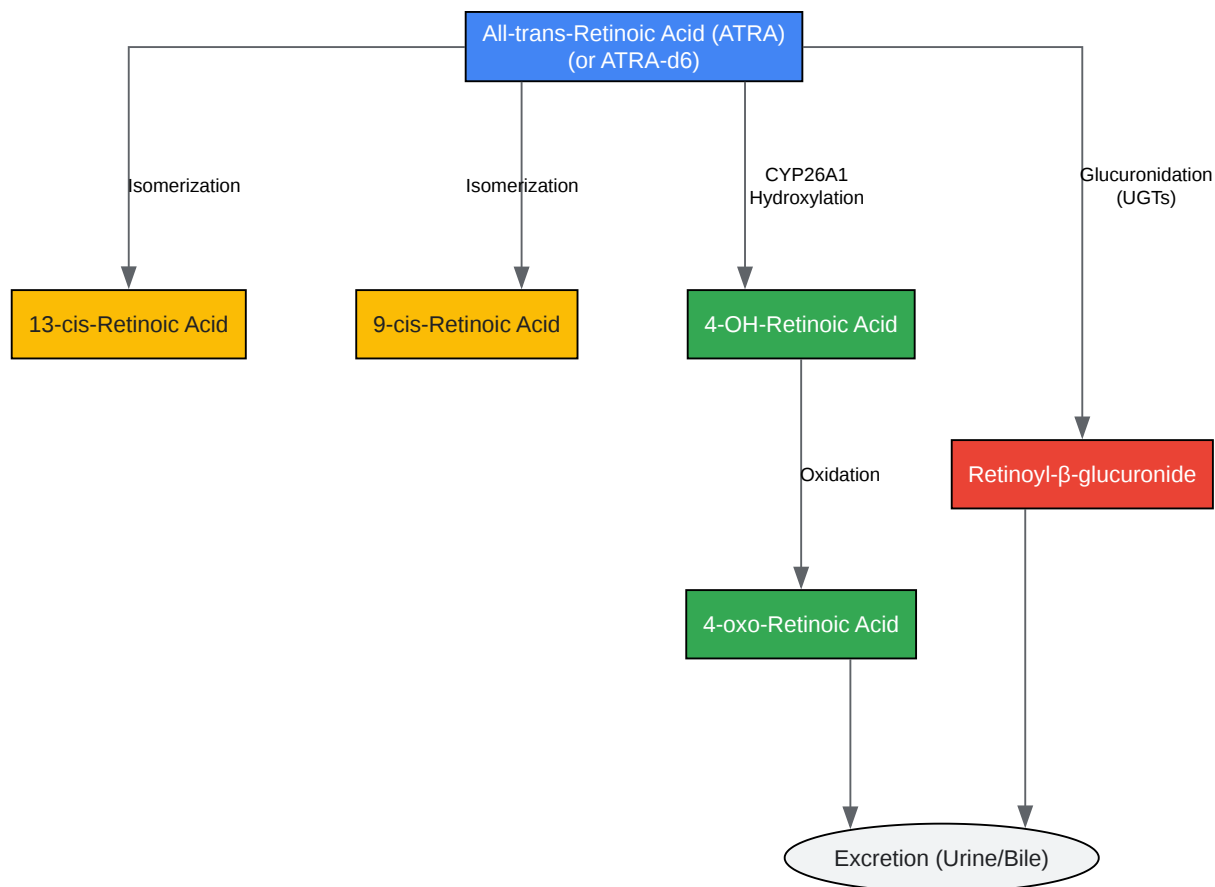 All-trans-Retinoic Acid (ATRA)
(or ATRA-d6)
Isomerization
Isomerization
CYP26A1
Hydroxylation
Glucuronidation
(UGTs)
13-cis-Retinoic Acid
9-cis-Retinoic Acid
4-OH-Retinoic Acid
Oxidation
Retinoyl-β-glucuronide
4-oxo-Retinoic Acid
Excretion (Urine/Bile)